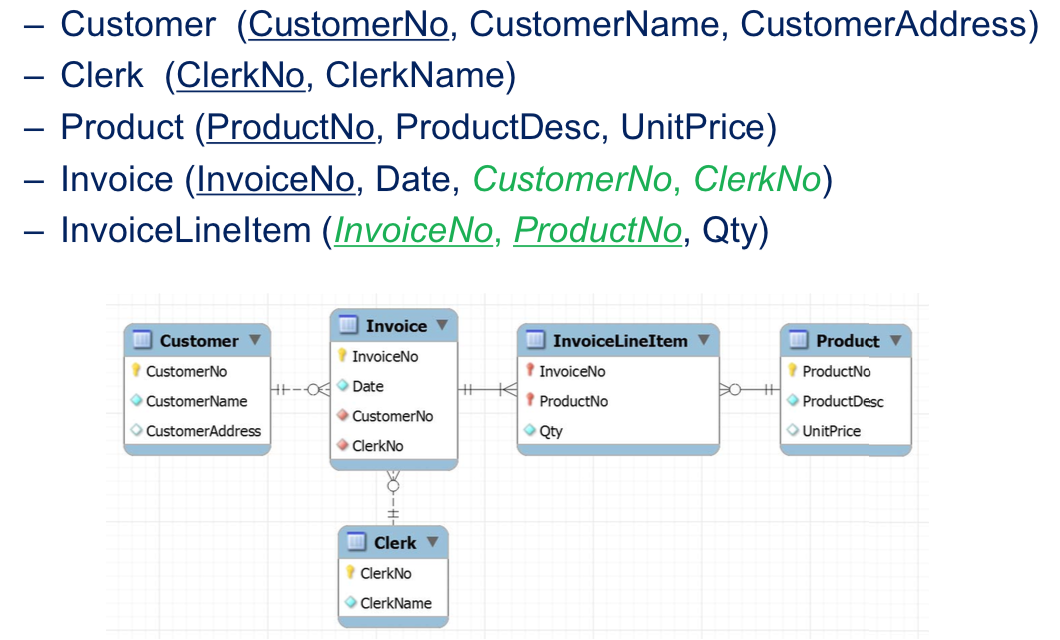 – Customer (CustomerNo, CustomerName, CustomerAddress)
– Clerk (ClerkNo, ClerkName)
– Product (ProductNo, ProductDesc, UnitPrice)
– Invoice (InvoiceNo, Date, CustomerNo, ClerkNo)
– InvoiceLineItem (InvoiceNo, ProductNo, Qty)
Customer
CustomerNo
CustomerName
CustomerAddress
Invoice
InvoiceNo
Date
CustomerNo
ClerkNo
InvoiceLineItem
InvoiceNo
ProductNo
Qty
Product
ProductNo
ProductDesc
UnitPrice
Clerk
ClerkNo
ClerkName